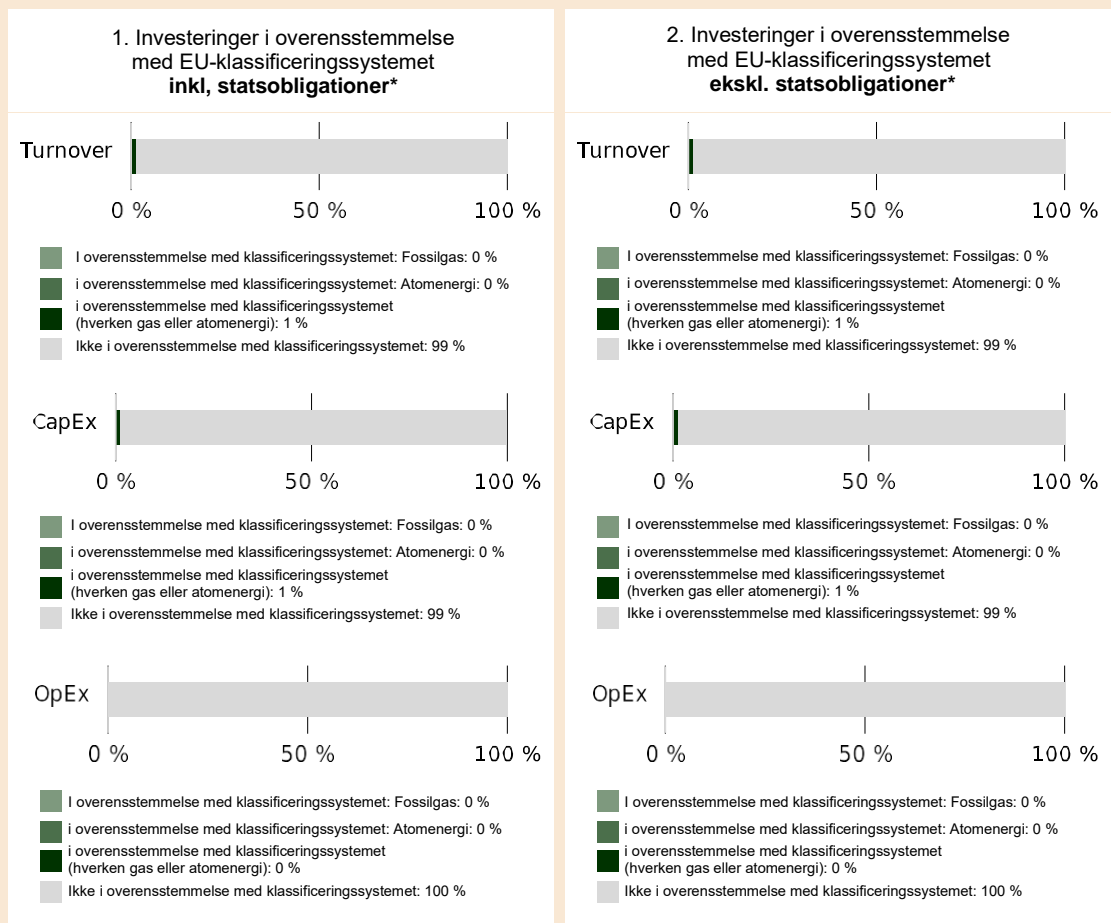 1. Investeringer i overensstemmelse
med EU-klassificeringssystemet
inkl, statsobligationer*
Turnover
0 %
50 %
100 %
I overensstemmelse med klassificeringssystemet: Fossilgas: 0 %
i overensstemmelse med klassificeringssystemet: Atomenergi: 0 %
i overensstemmelse med klassificeringssystemet
(hverken gas eller atomenergi): 1 %
Ikke i overensstemmelse med klassificeringssystemet: 99 %
CapEx
0 %
50 %
100 %
I overensstemmelse med klassificeringssystemet: Fossilgas: 0 %
i overensstemmelse med klassificeringssystemet: Atomenergi: 0 %
i overensstemmelse med klassificeringssystemet
(hverken gas eller atomenergi): 1 %
Ikke i overensstemmelse med klassificeringssystemet: 99 %
OpEx
0 %
50 %
100 %
I overensstemmelse med klassificeringssystemet: Fossilgas: 0 %
i overensstemmelse med klassificeringssystemet: Atomenergi: 0 %
i overensstemmelse med klassificeringssystemet
(hverken gas eller atomenergi): 0 %
Ikke i overensstemmelse med klassificeringssystemet: 100 %
2. Investeringer i overensstemmelse
med EU-klassificeringssystemet
ekskl. statsobligationer*
Turnover
0 %
50 %
100 %
I overensstemmelse med klassificeringssystemet: Fossilgas: 0 %
i overensstemmelse med klassificeringssystemet: Atomenergi: 0 %
i overensstemmelse med klassificeringssystemet
(hverken gas eller atomenergi): 1 %
Ikke i overensstemmelse med klassificeringssystemet: 99 %
CapEx
0 %
50 %
100 %
I overensstemmelse med klassificeringssystemet: Fossilgas: 0 %
i overensstemmelse med klassificeringssystemet: Atomenergi: 0 %
i overensstemmelse med klassificeringssystemet
(hverken gas eller atomenergi): 1 %
Ikke i overensstemmelse med klassificeringssystemet: 99 %
OpEx
0 %
50 %
100 %
I overensstemmelse med klassificeringssystemet: Fossilgas: 0 %
i overensstemmelse med klassificeringssystemet: Atomenergi: 0 %
i overensstemmelse med klassificeringssystemet
(hverken gas eller atomenergi): 0 %
Ikke i overensstemmelse med klassificeringssystemet: 100 %